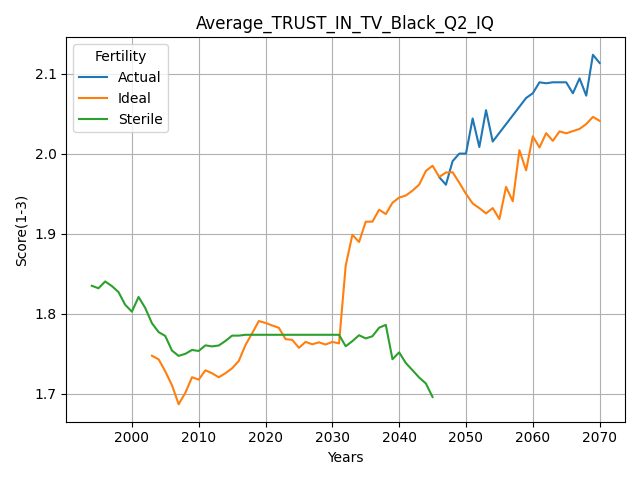 Average_TRUST_IN_TV_Black_Q2_IQ
Fertility
Actual
Ideal
Sterile
Score(1-3)
2.1
2.0
1.9
1.8
1.7
2000 2010 2020 2030 2040 2050 2060 2070
Years